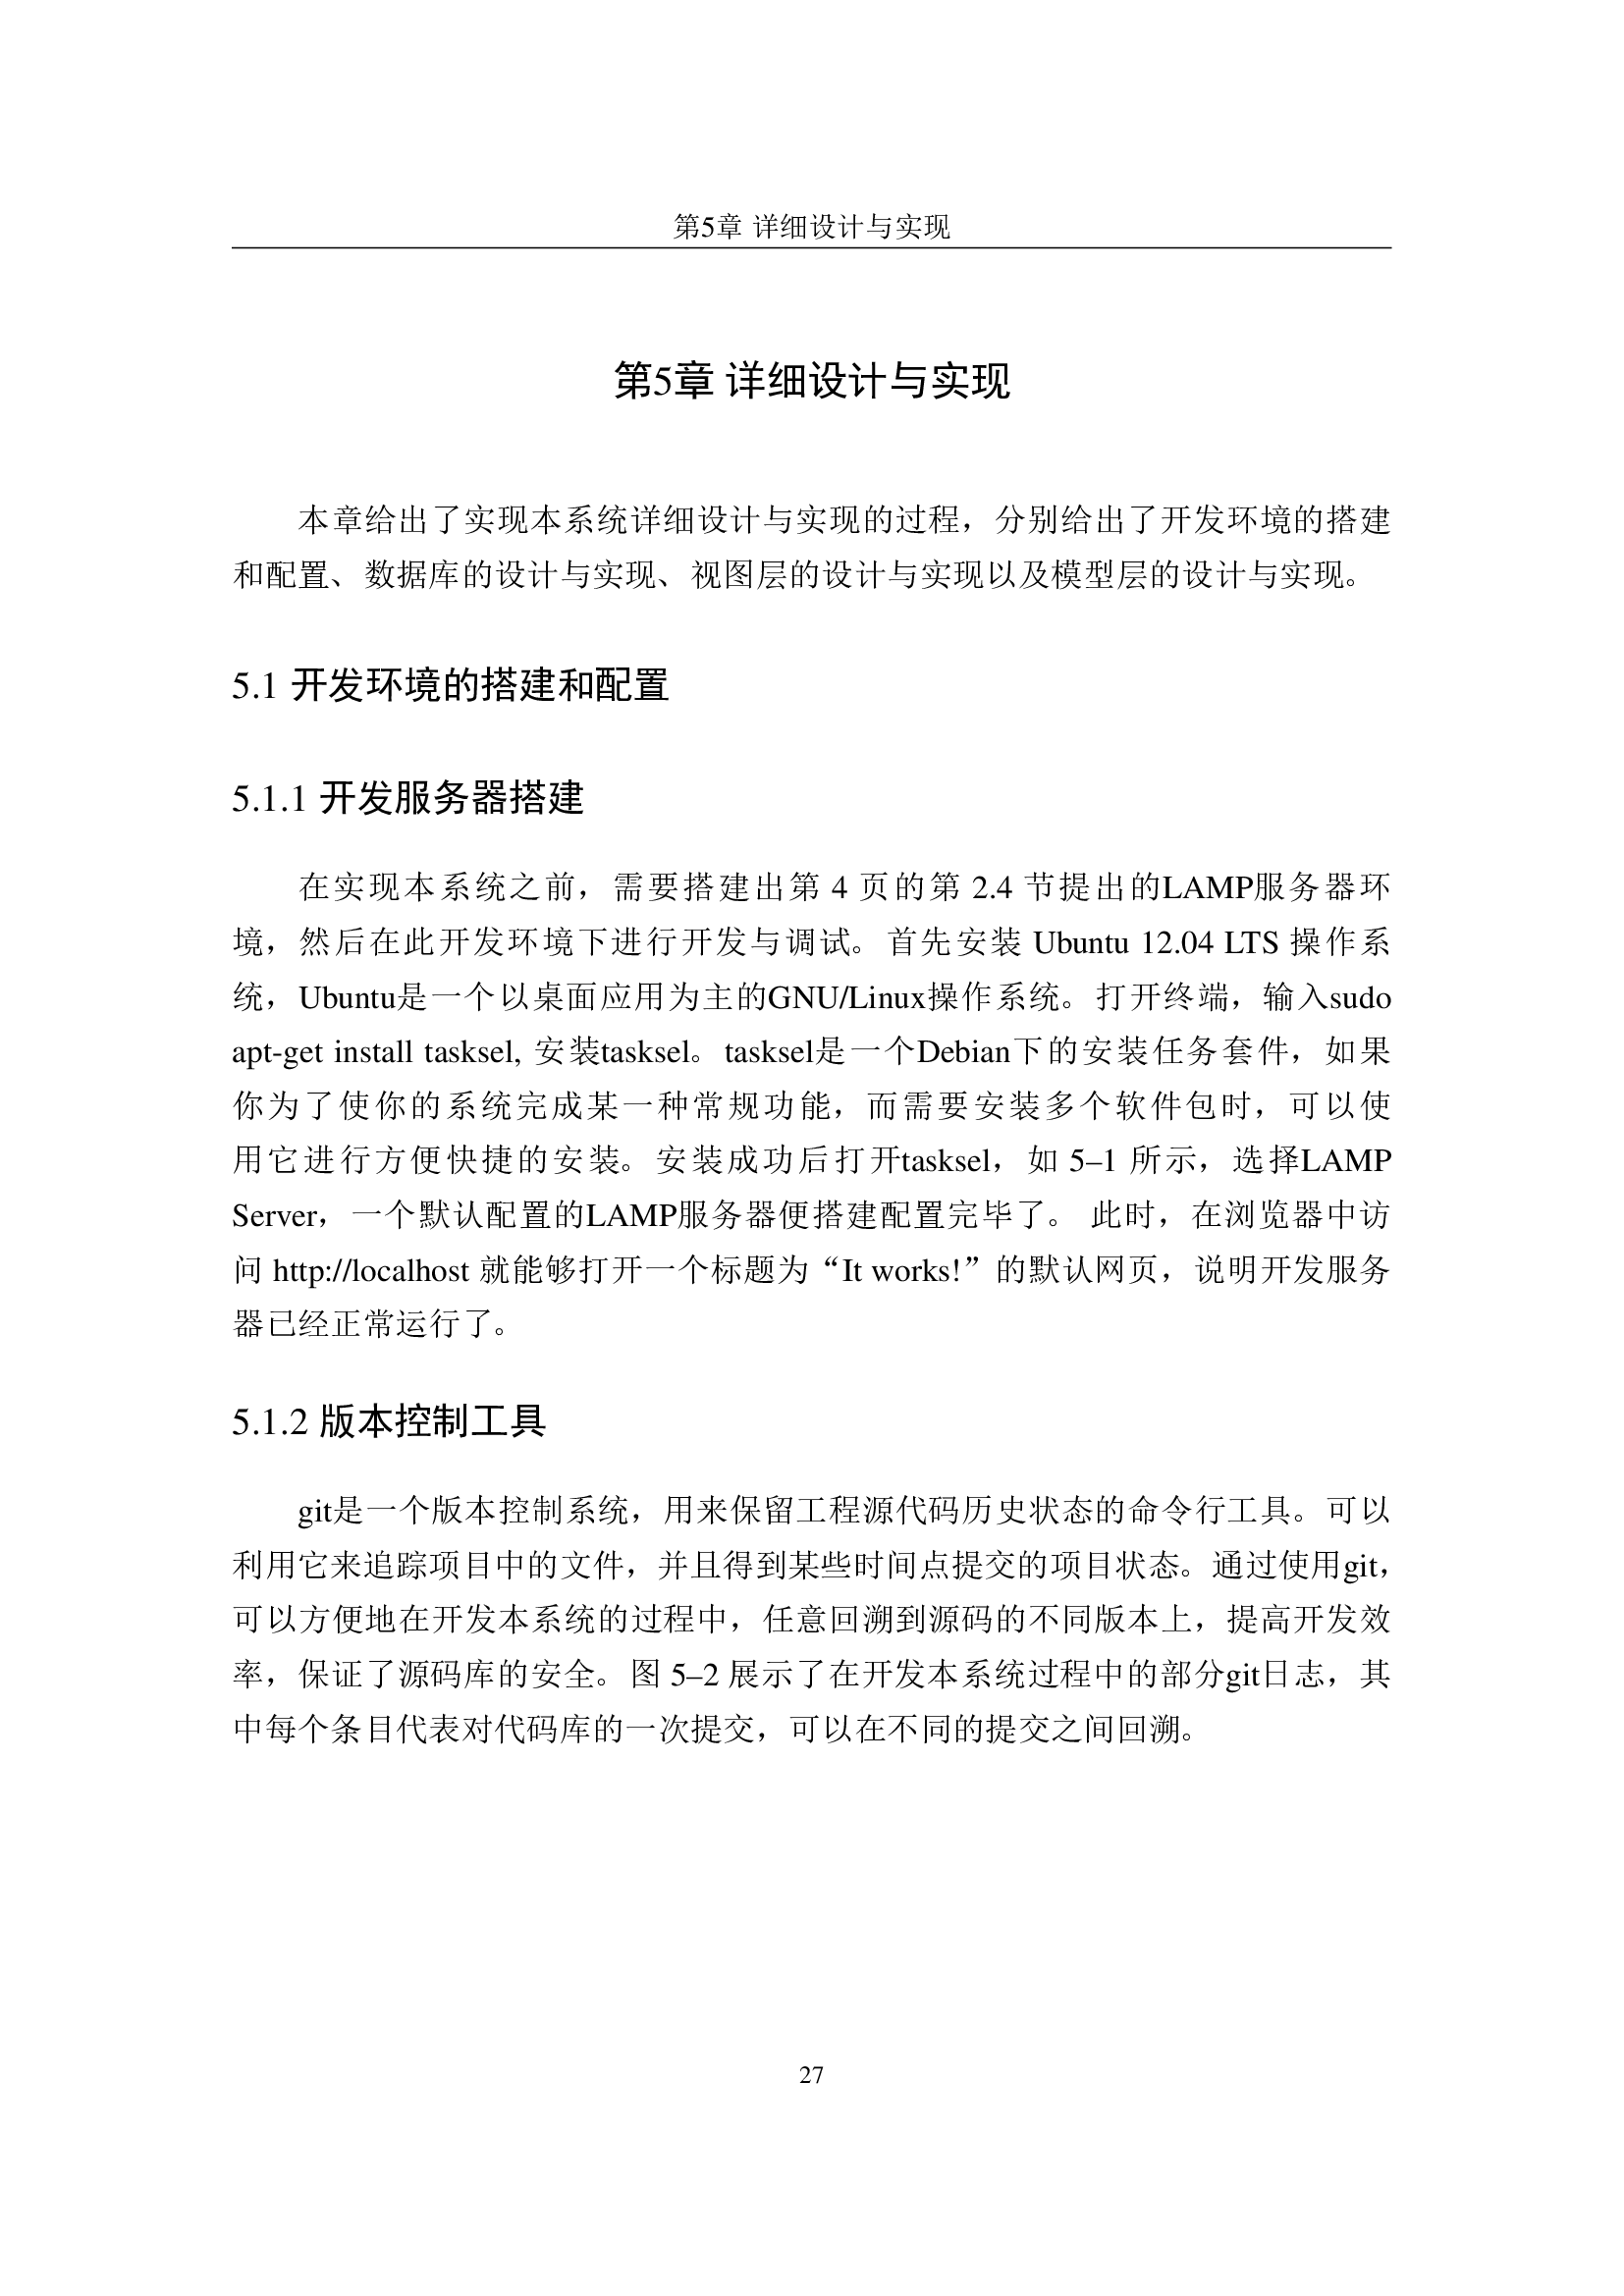 第5章 详细设计与实现
第5章 详细设计与实现
本章给出了实现本系统详细设计与实现的过程，分别给出了开发环境的搭建
和配置、数据库的设计与实现、视图层的设计与实现以及模型层的设计与实现。
5.1 开发环境的搭建和配置
5.1.1 开发服务器搭建
在实现本系统之前，需要搭建出第 4 页的第 2.4 节提出的LAMP服务器环
境，然后在此开发环境下进行开发与调试。首先安装 Ubuntu 12.04 LTS 操作系
统，Ubuntu是一个以桌面应用为主的GNU/Linux操作系统。打开终端，输入sudo
apt-get install tasksel, 安装tasksel。tasksel是一个Debian下的安装任务套件，如果
你为了使你的系统完成某一种常规功能，而需要安装多个软件包时，可以使
用它进行方便快捷的安装。安装成功后打开tasksel，如 5–1 所示，选择LAMP
Server，一个默认配置的LAMP服务器便搭建配置完毕了。 此时，在浏览器中访
问 http://localhost 就能够打开一个标题为“It works!”的默认网页，说明开发服务
器已经正常运行了。
5.1.2 版本控制工具
git是一个版本控制系统，用来保留工程源代码历史状态的命令行工具。可以
利用它来追踪项目中的文件，并且得到某些时间点提交的项目状态。通过使用git，
可以方便地在开发本系统的过程中，任意回溯到源码的不同版本上，提高开发效
率，保证了源码库的安全。图 5–2 展示了在开发本系统过程中的部分git日志，其
中每个条目代表对代码库的一次提交，可以在不同的提交之间回溯。
27